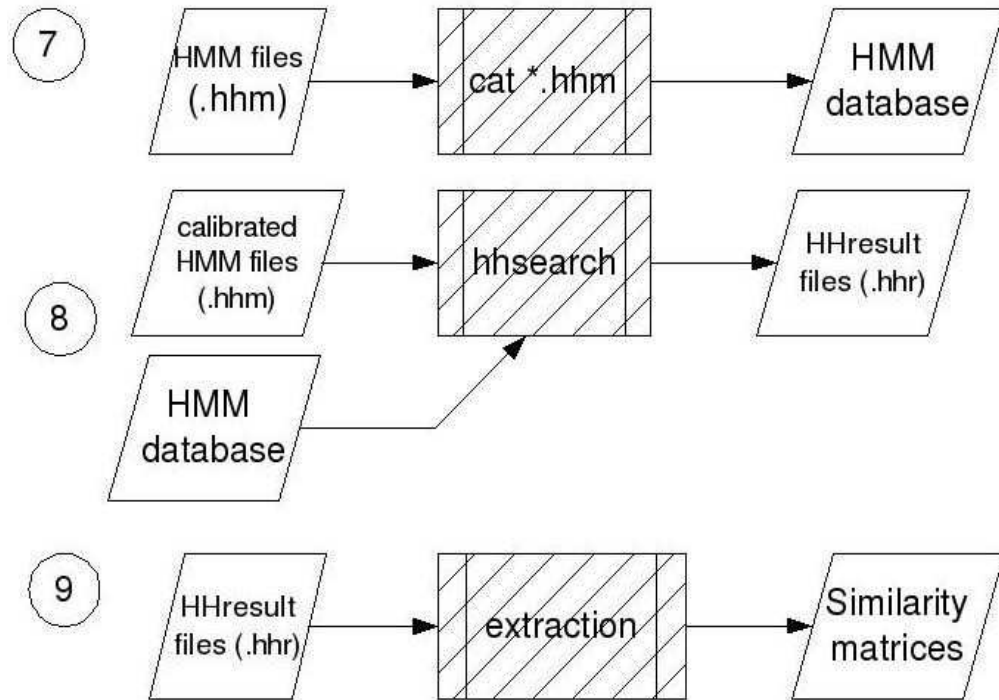 7
HMM files
(.hhm)
cat *.hhm
HMM
database
8
calibrated
HMM files
(.hhm)
hhsearch
HHresult
files (.hhr)
HMM
database
9
HHresult
files (.hhr)
extraction
Similarity
matrices